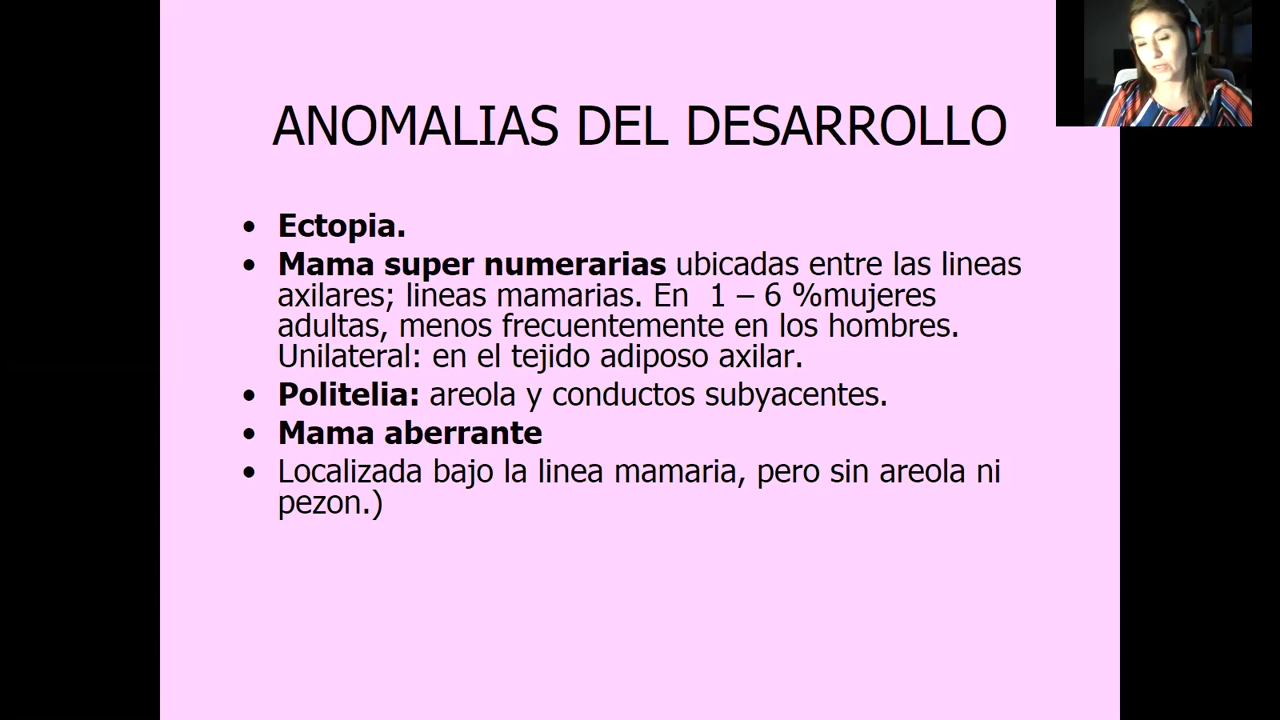 ANOMALIAS DEL DESARROLLO
• Ectopia.
• Mama super numerarias ubicadas entre las lineas
axilares; lineas mamarias. En 1 – 6 %mujeres
adultas, menos frecuentemente en los hombres.
Unilateral: en el tejido adiposo axilar.
• Politelia: areola y conductos subyacentes.
• Mama aberrante
• Localizada bajo la linea mamaria, pero sin areola ni
pezon.)